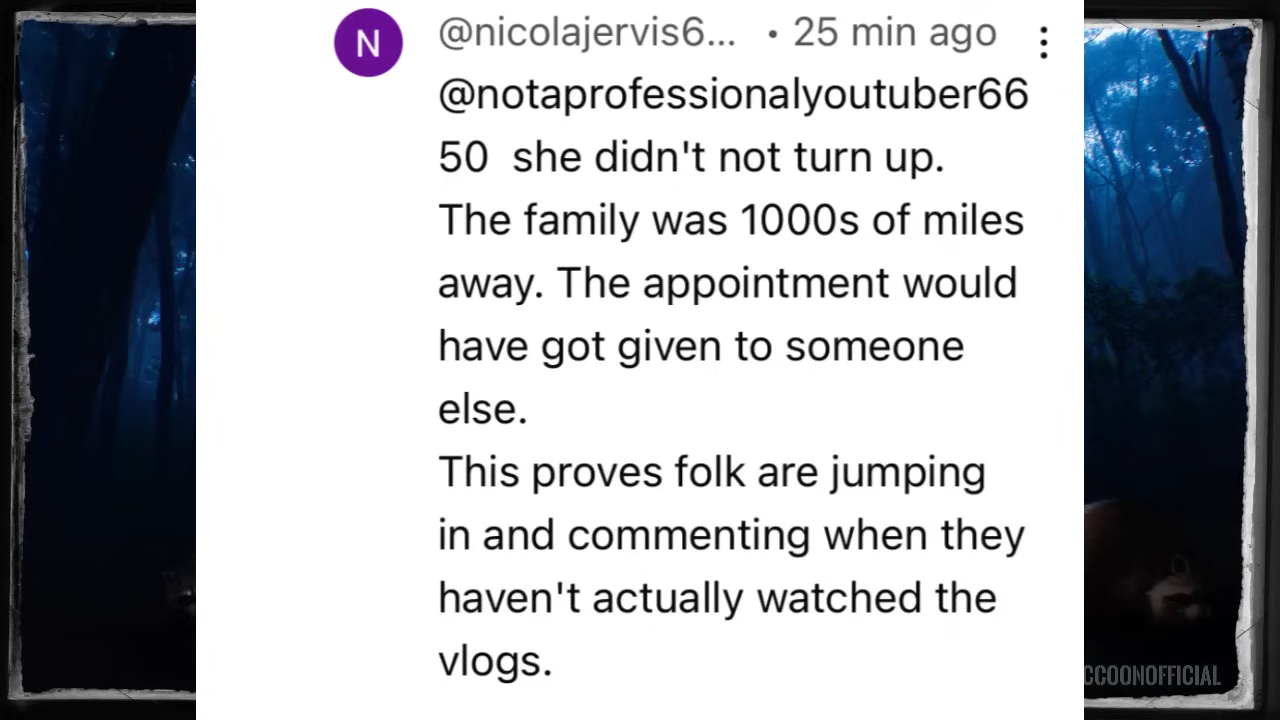 N
@nicolajervis6... • 25 min ago
@notaprofessionalyoutuber66
50  she didn't not turn up.
The family was 1000s of miles
away. The appointment would
have got given to someone
else.
This proves folk are jumping
in and commenting when they
haven't actually watched the
vlogs.
CCOONOFFICIAL